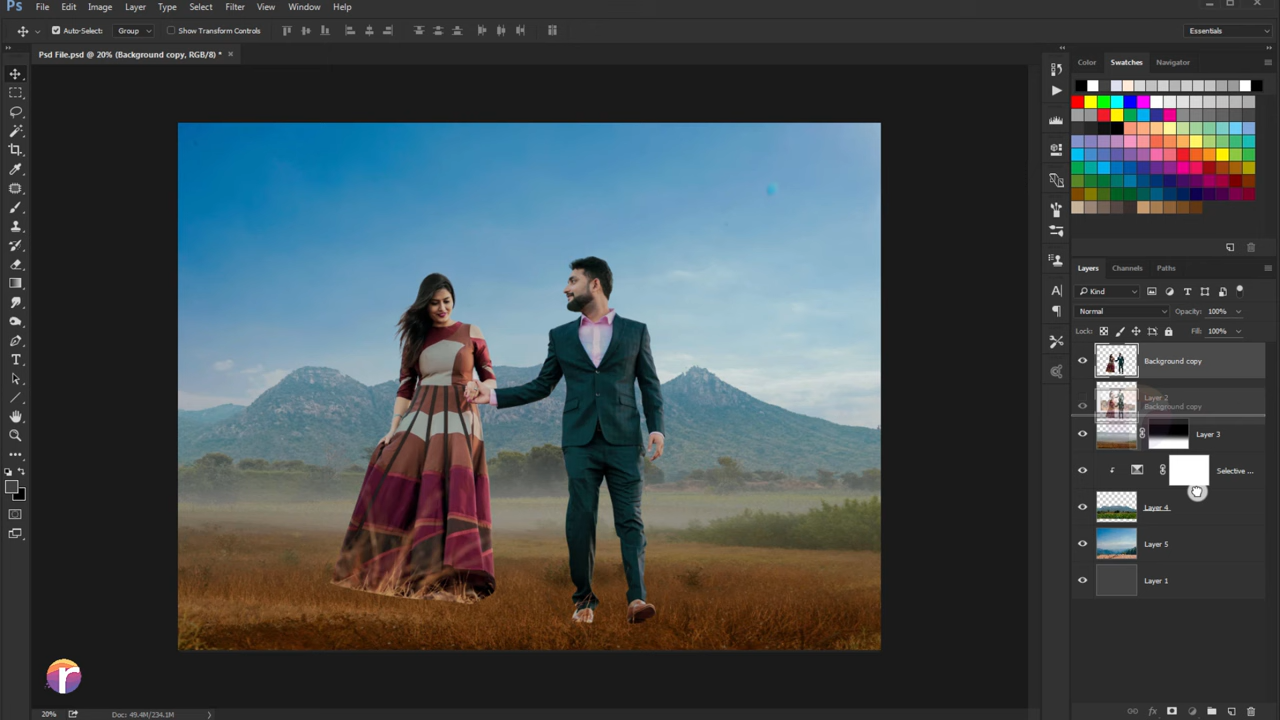 Ps File Edit Image Layer Type Select Filter View Window Help
Auto-Select: Group Show Transform Controls Essentials
Psd File.psd @ 20% (Background copy, RGB/8) *
Color Swatches Navigator
Layers Channels Paths
Kind
Normal Opacity: 100%
Lock: Fill: 100%
Background copy
Layer 2
Background copy
Layer 3
Selective ...
Layer 4
Layer 5
Layer 1
r
20% Doc: 49.4M/234.1M